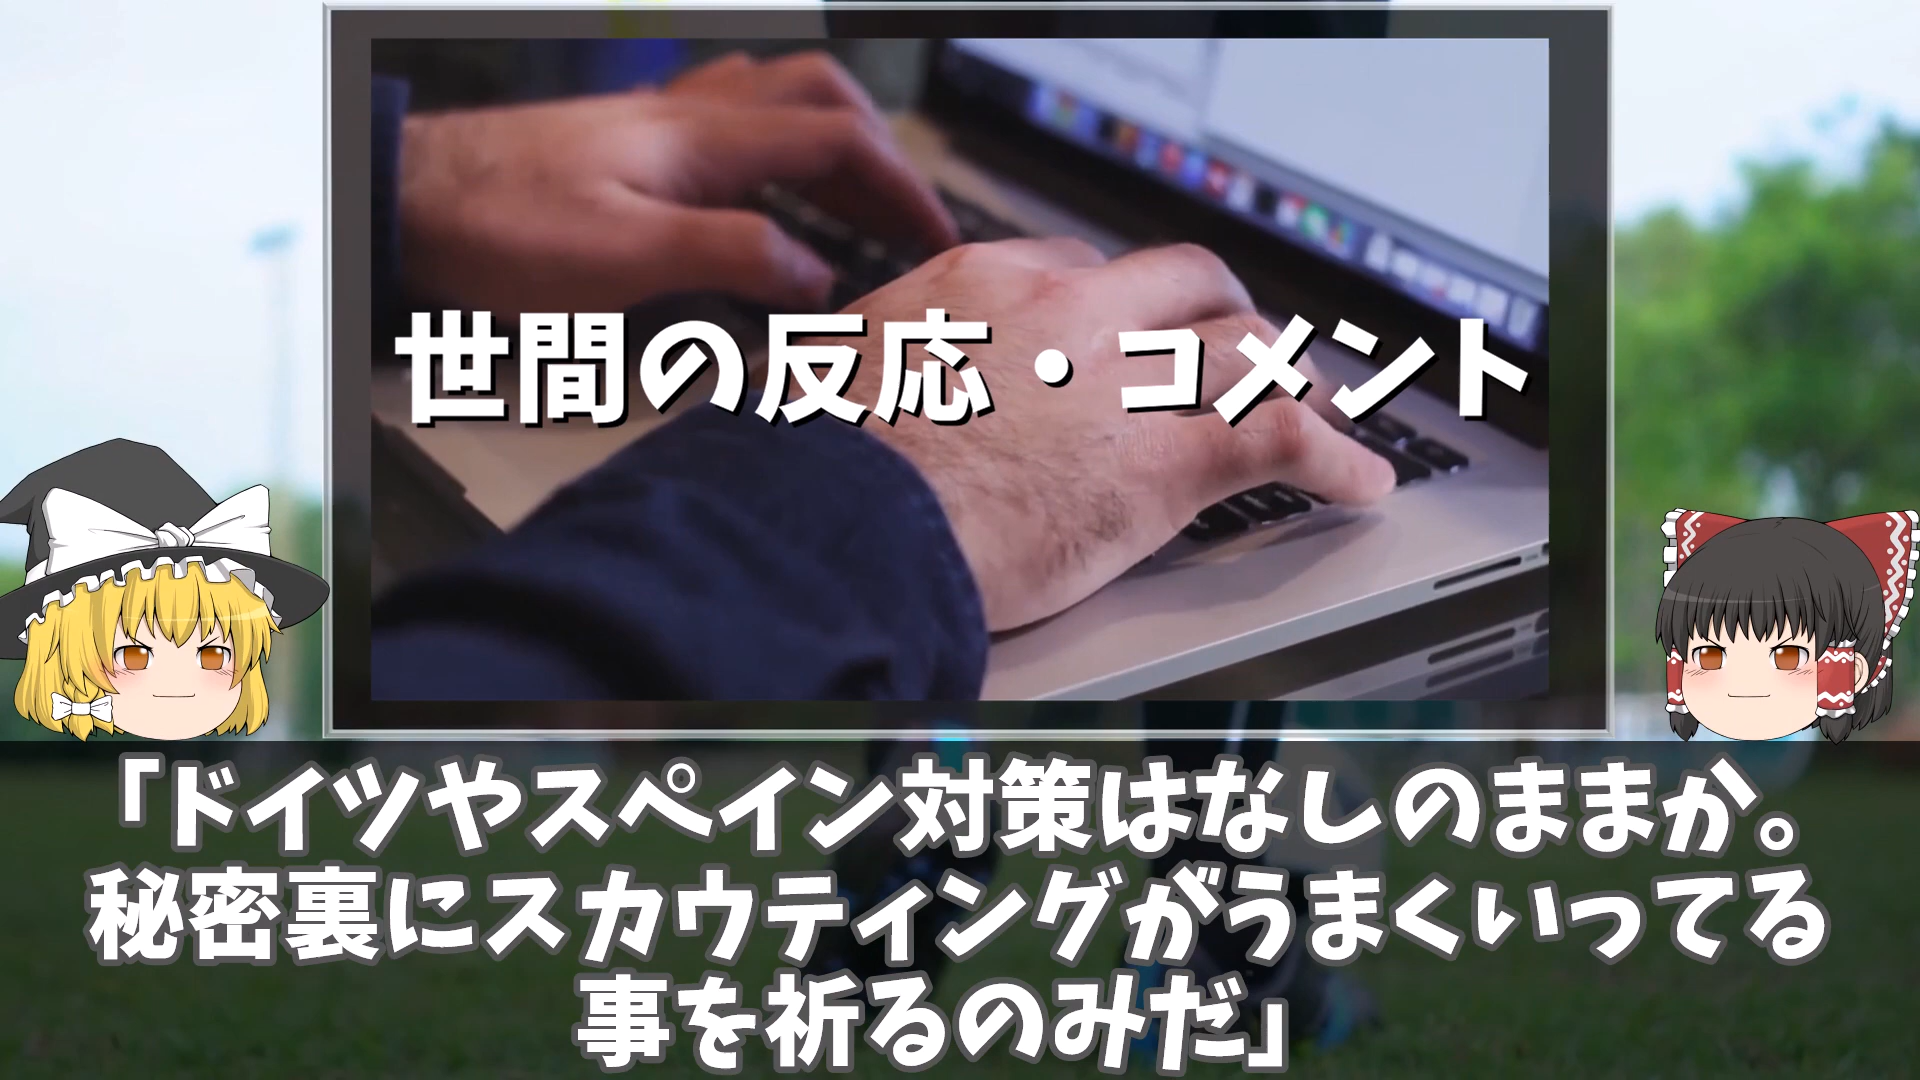 世間の反応・コメント
「ドイツやスペイン対策はなしのままか。
秘密裏にスカウティングがうまくいってる
事を祈るのみだ」